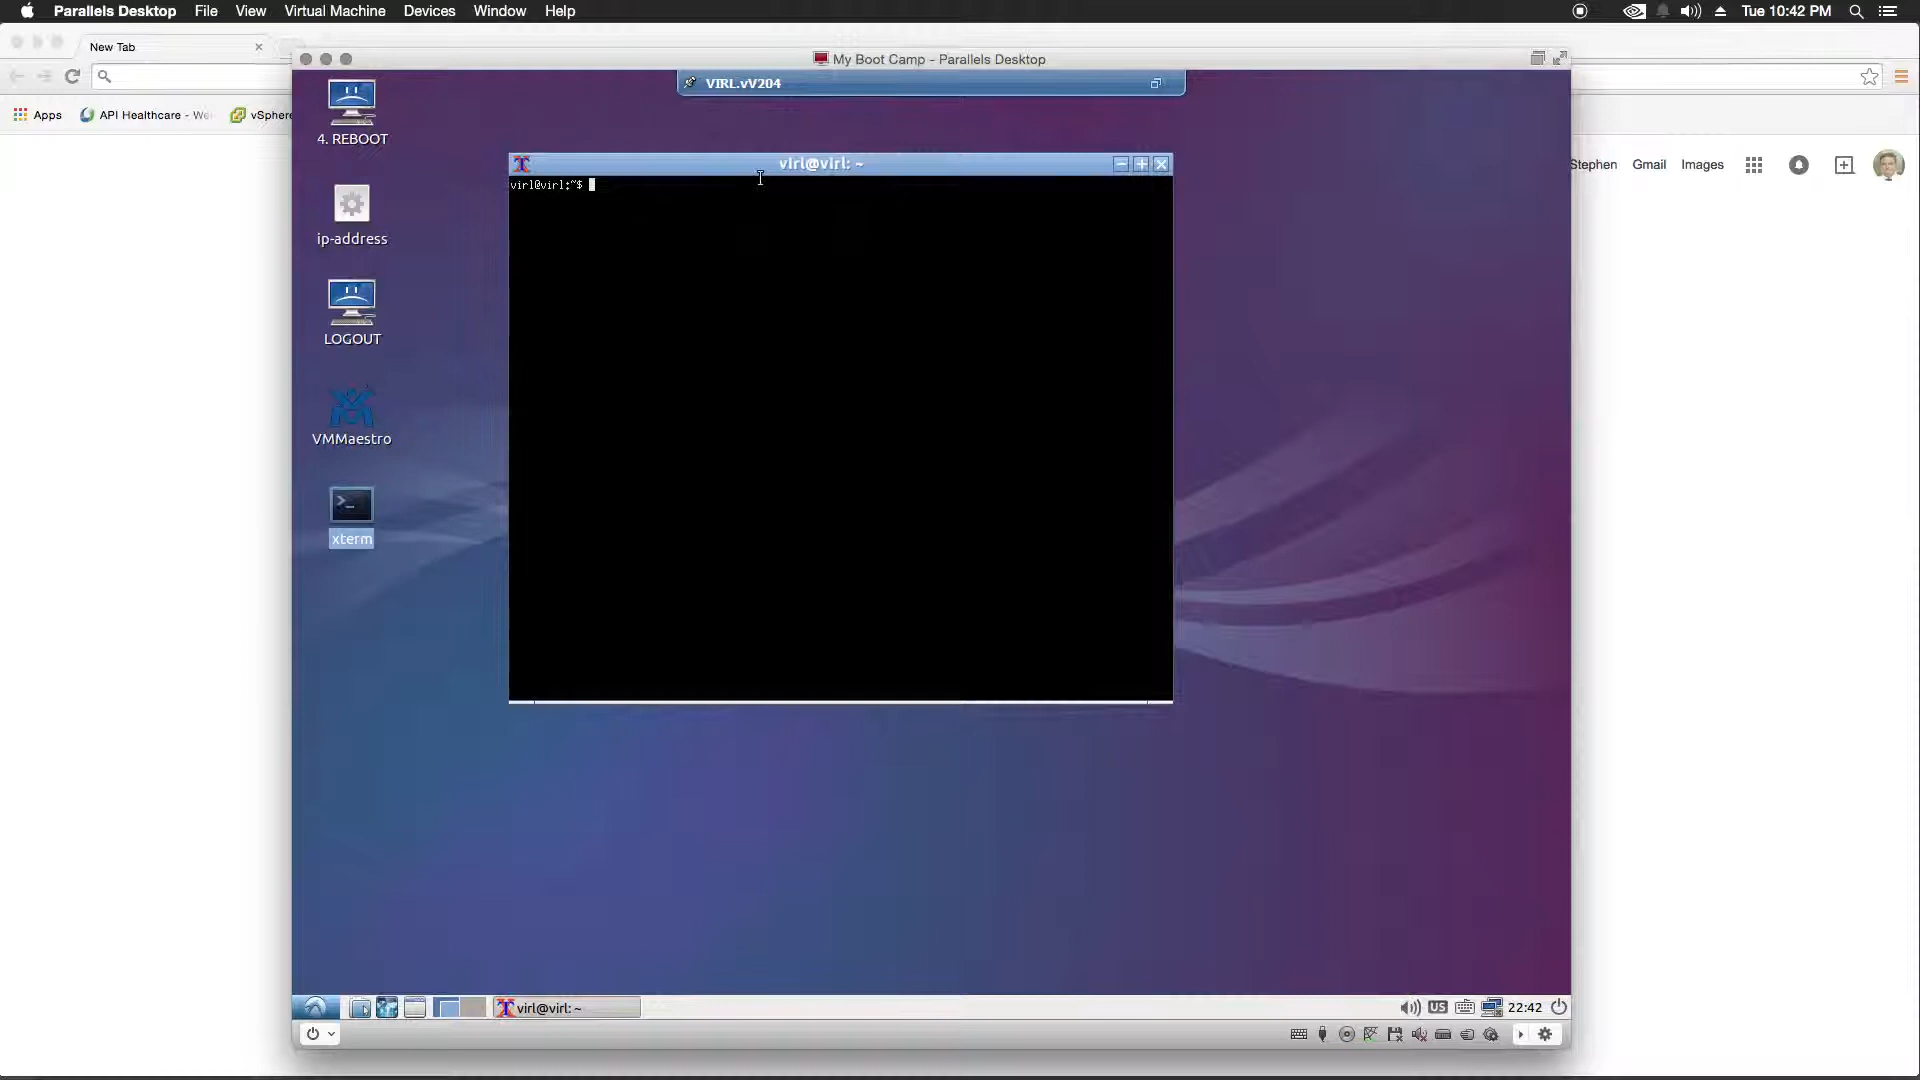 Parallels Desktop File View Virtual Machine Devices Window Help Tue 10:42 PM
New Tab
My Boot Camp - Parallels Desktop
VIRL.vV204
Apps API Healthcare - We vSphere
4. REBOOT
virl@virl: ~
Stephen Gmail Images
virl@virl:~$
ip-address
LOGOUT
VMMaestro
xterm
virl@virl: ~ US 22:42